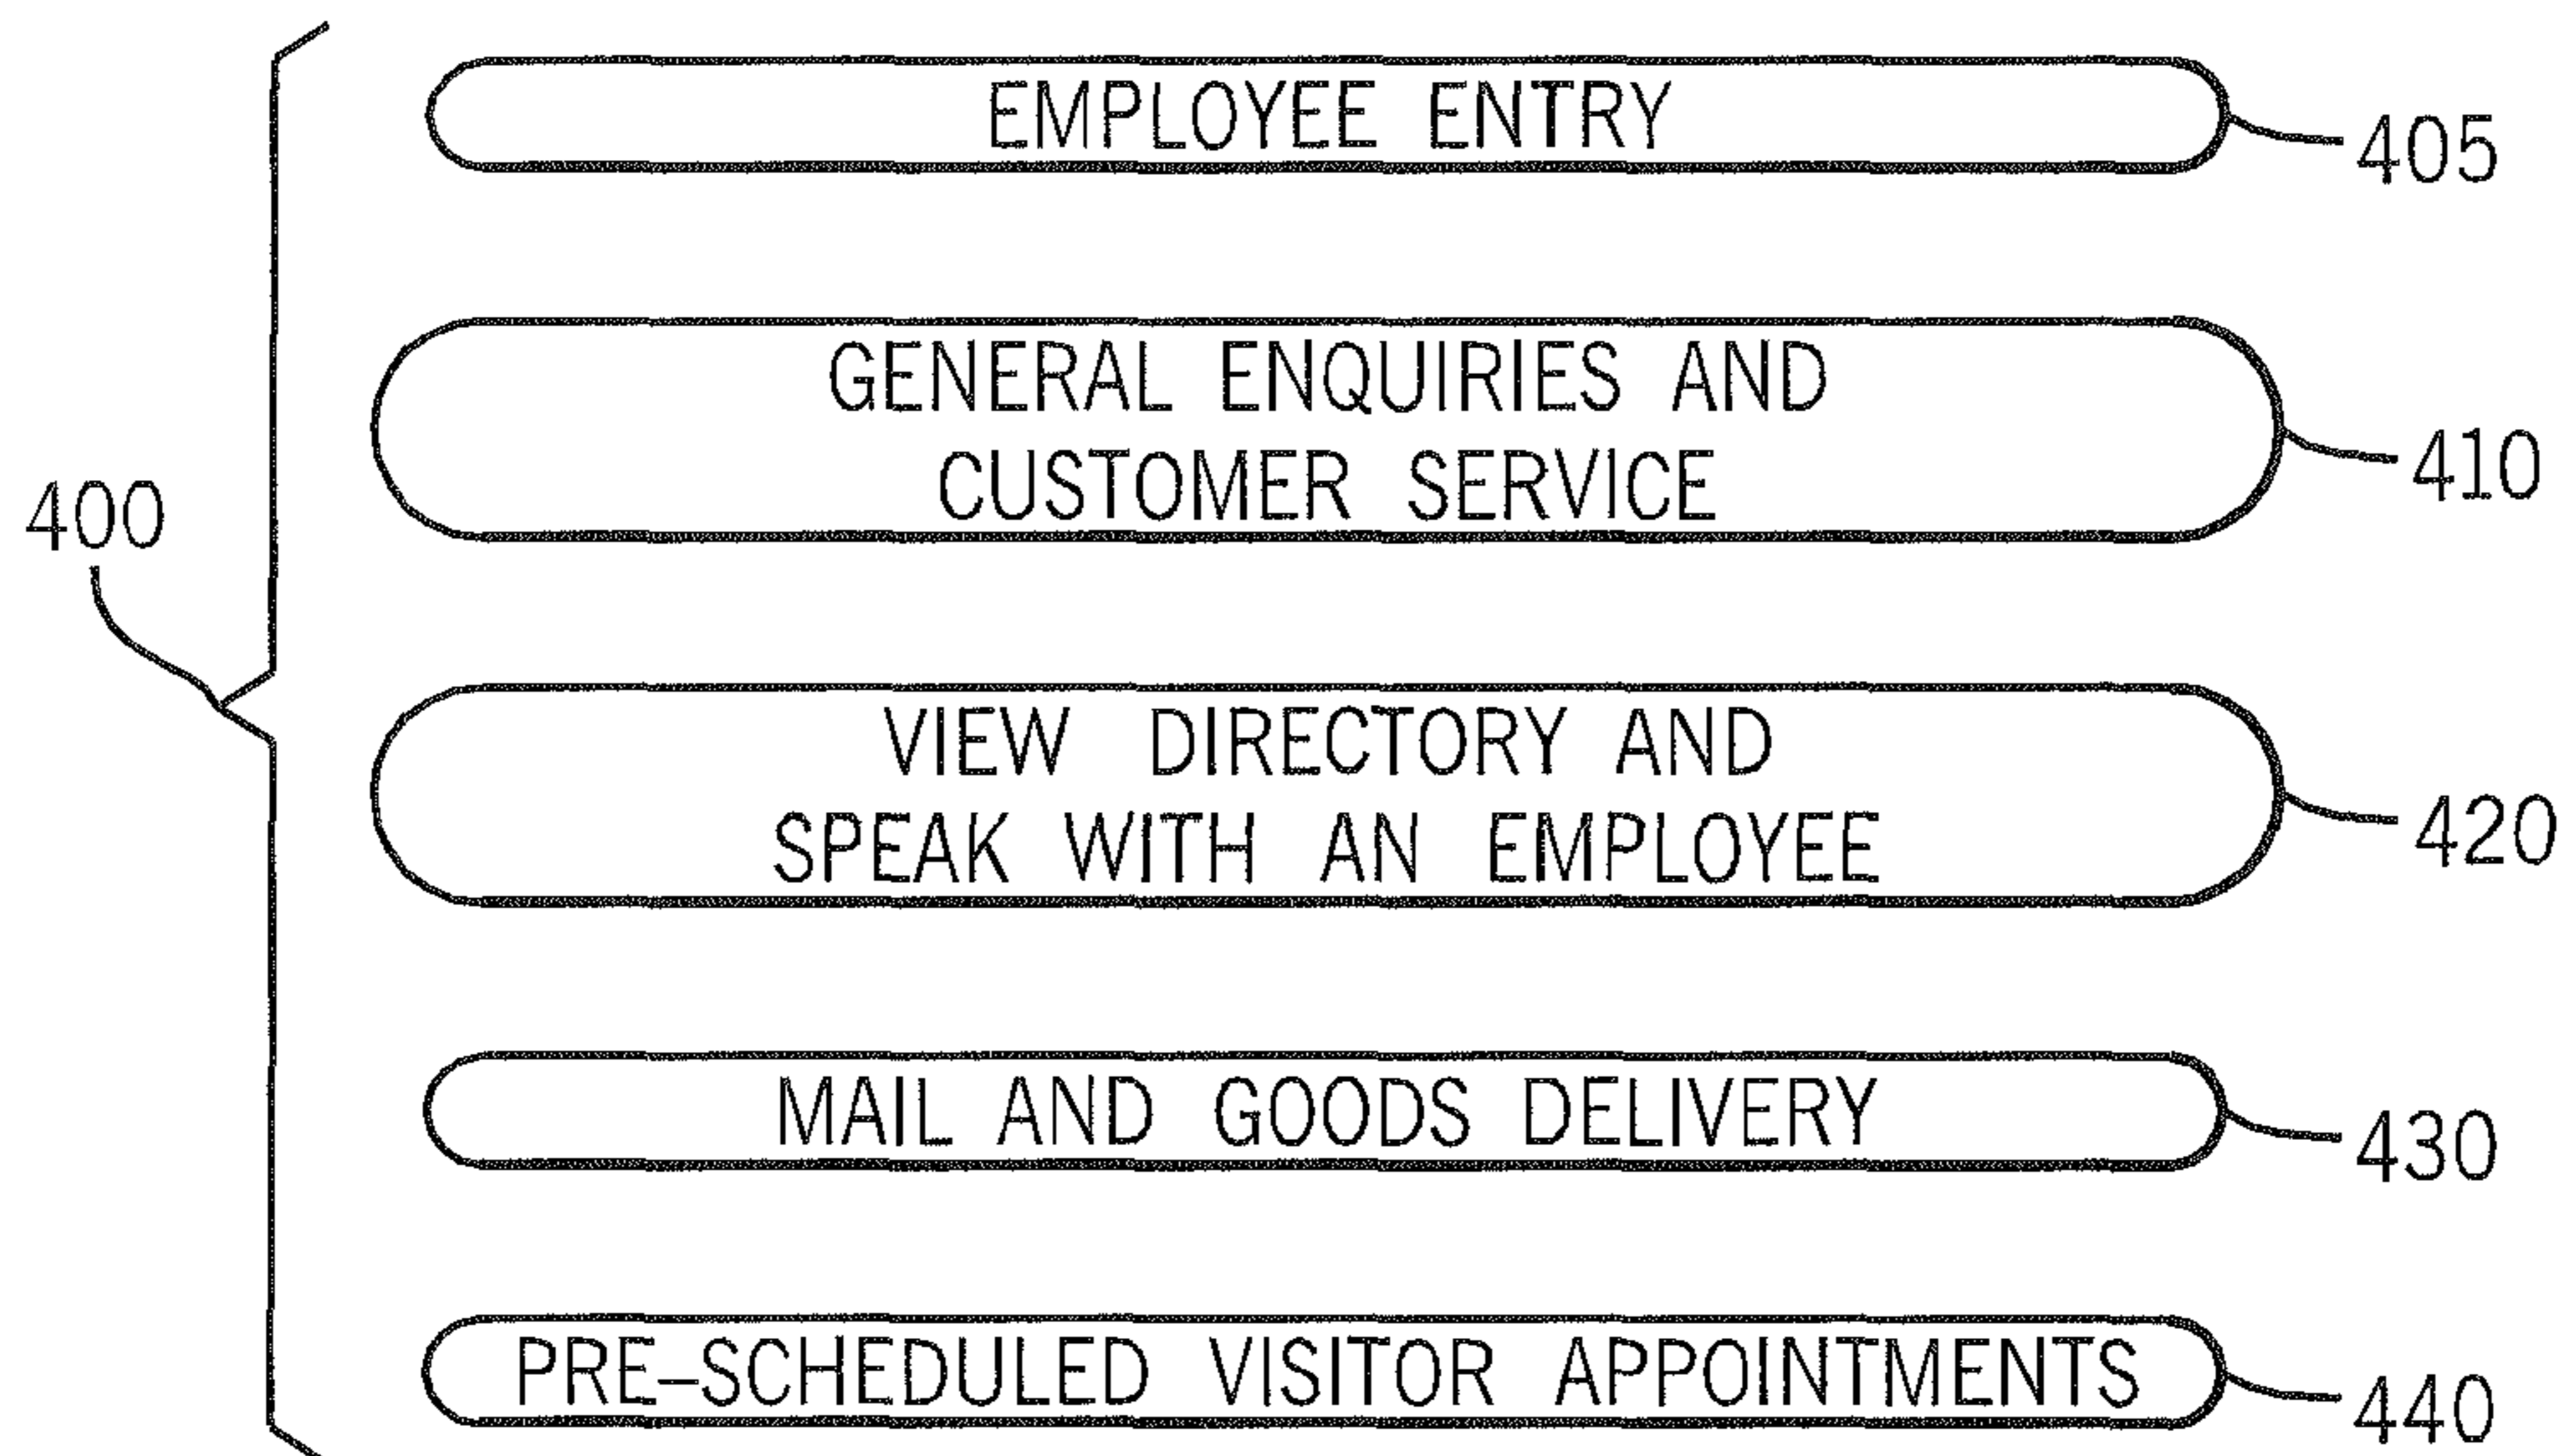 EMPLOYEE ENTRY
405
GENERAL ENQUIRIES AND
CUSTOMER SERVICE
410
400
VIEW DIRECTORY AND
SPEAK WITH AN EMPLOYEE
420
MAIL AND GOODS DELIVERY
430
PRE-SCHEDULED VISITOR APPOINTMENTS
440